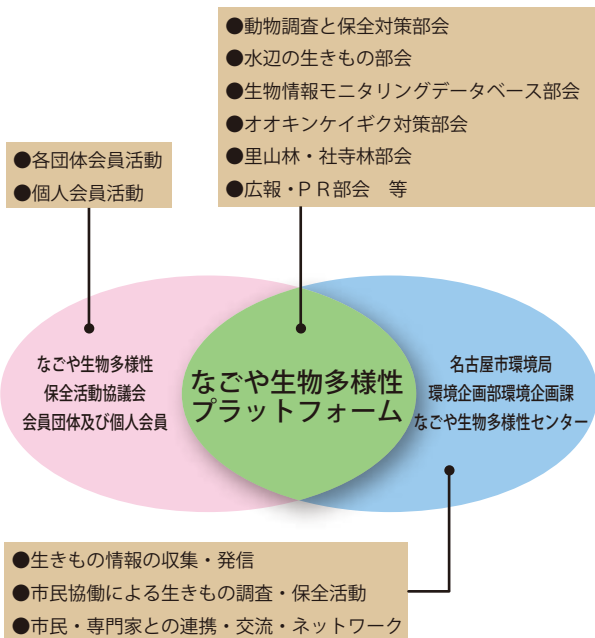 ●動物調査と保全対策部会
●水辺の生きもの部会
●生物情報モニタリングデータベース部会
●オオキンケイギク対策部会
●里山林・社寺林部会
●広報・ＰＲ部会　等
●各団体会員活動
●個人会員活動
なごや生物多様性
保全活動協議会
会員団体及び個人会員
なごや生物多様性
プラットフォーム
名古屋市環境局
環境企画部環境企画課
なごや生物多様性センター
●生きもの情報の収集・発信
●市民協働による生きもの調査・保全活動
●市民・専門家との連携・交流・ネットワーク